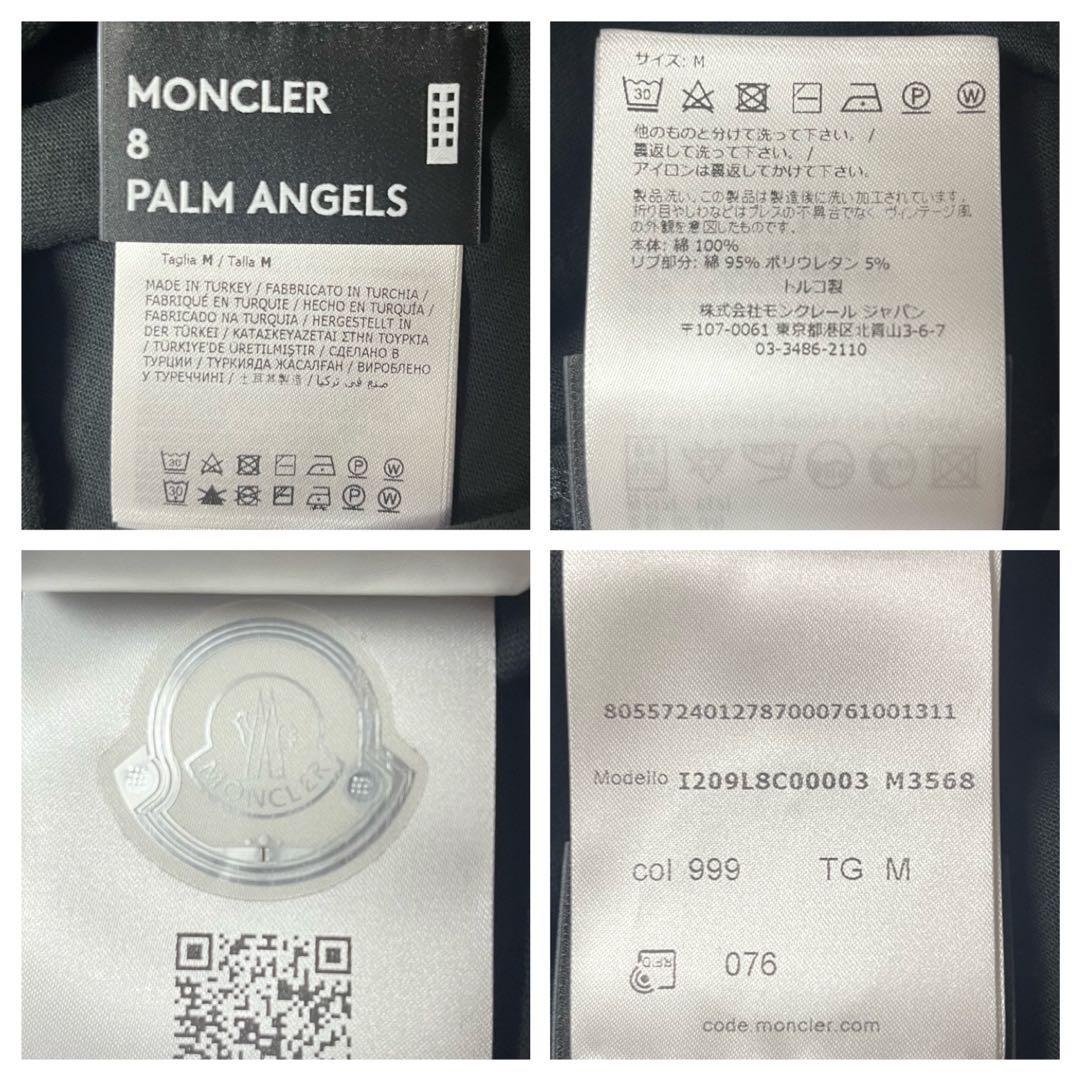 MONCLER
8
PALM ANGELS
Taglia M / Talla M
MADE IN TURKEY / FABBRICATO IN TURCHIA /
FABRIQUÉ EN TURQUIE / HECHO EN TURQUÍA /
FABRICADO NA TURQUIA / HERGESTELLT IN
DER TÜRKEI / ΚΑΤΑΣΚΕΥΑΖΕΤΑΙ ΣΤΗΝ ΤΟΥΡΚΙΑ
/ TÜRKIYE'DE ÜRETILMIŞTIR / СДЕЛАНО В
ТУРЦИИ / ТҮРКИЯДА ЖАСАЛҒАН / ВИРОБЛЕНО
У ТУРЕЧЧИНІ / 土耳其製造 / صنع في تركيا
30
P
W
30
P
W
サイズ: M
30
P
W
他のものと分けて洗って下さい。 /
裏返して洗って下さい。 /
アイロンは裏返してかけて下さい。
製品洗い、この製品は製造後に洗い加工されています。
折り目やしわなどはプレスの不具合でなく、ヴィンテージ風
の外観を意図したものです。
本体: 綿 100%
リブ部分: 綿 95% ポリウレタン 5%
トルコ製
株式会社モンクレール ジャパン
〒107-0061 東京都港区北青山3-6-7
03-3486-2110
MONCLER
8055724012787000761001311
Modello I209L8C00003 M3568
col 999 TG M
RFID
076
code.moncler.com